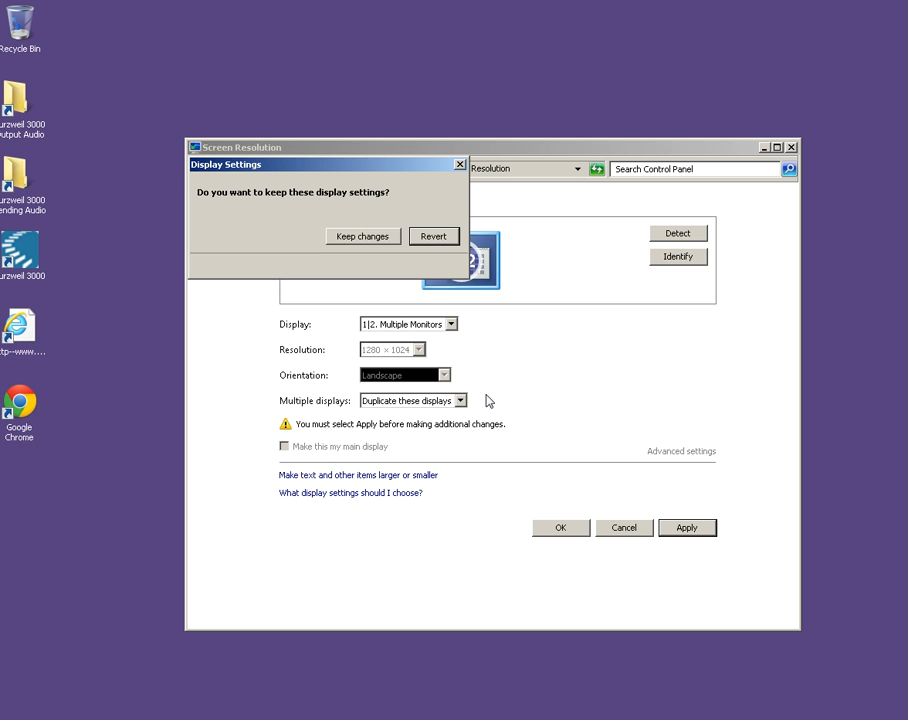 Recycle Bin
urzweil 3000
utput Audio
urzweil 3000
ending Audio
urzweil 3000
ttp--www....
Google
Chrome
Screen Resolution
Display Settings
Resolution
Search Control Panel
Do you want to keep these display settings?
Keep changes
Revert
Detect
Identify
2
Display:
1|2. Multiple Monitors
Resolution:
1280 × 1024
Orientation:
Landscape
Multiple displays:
Duplicate these displays
You must select Apply before making additional changes.
Make this my main display
Advanced settings
Make text and other items larger or smaller
What display settings should I choose?
OK
Cancel
Apply